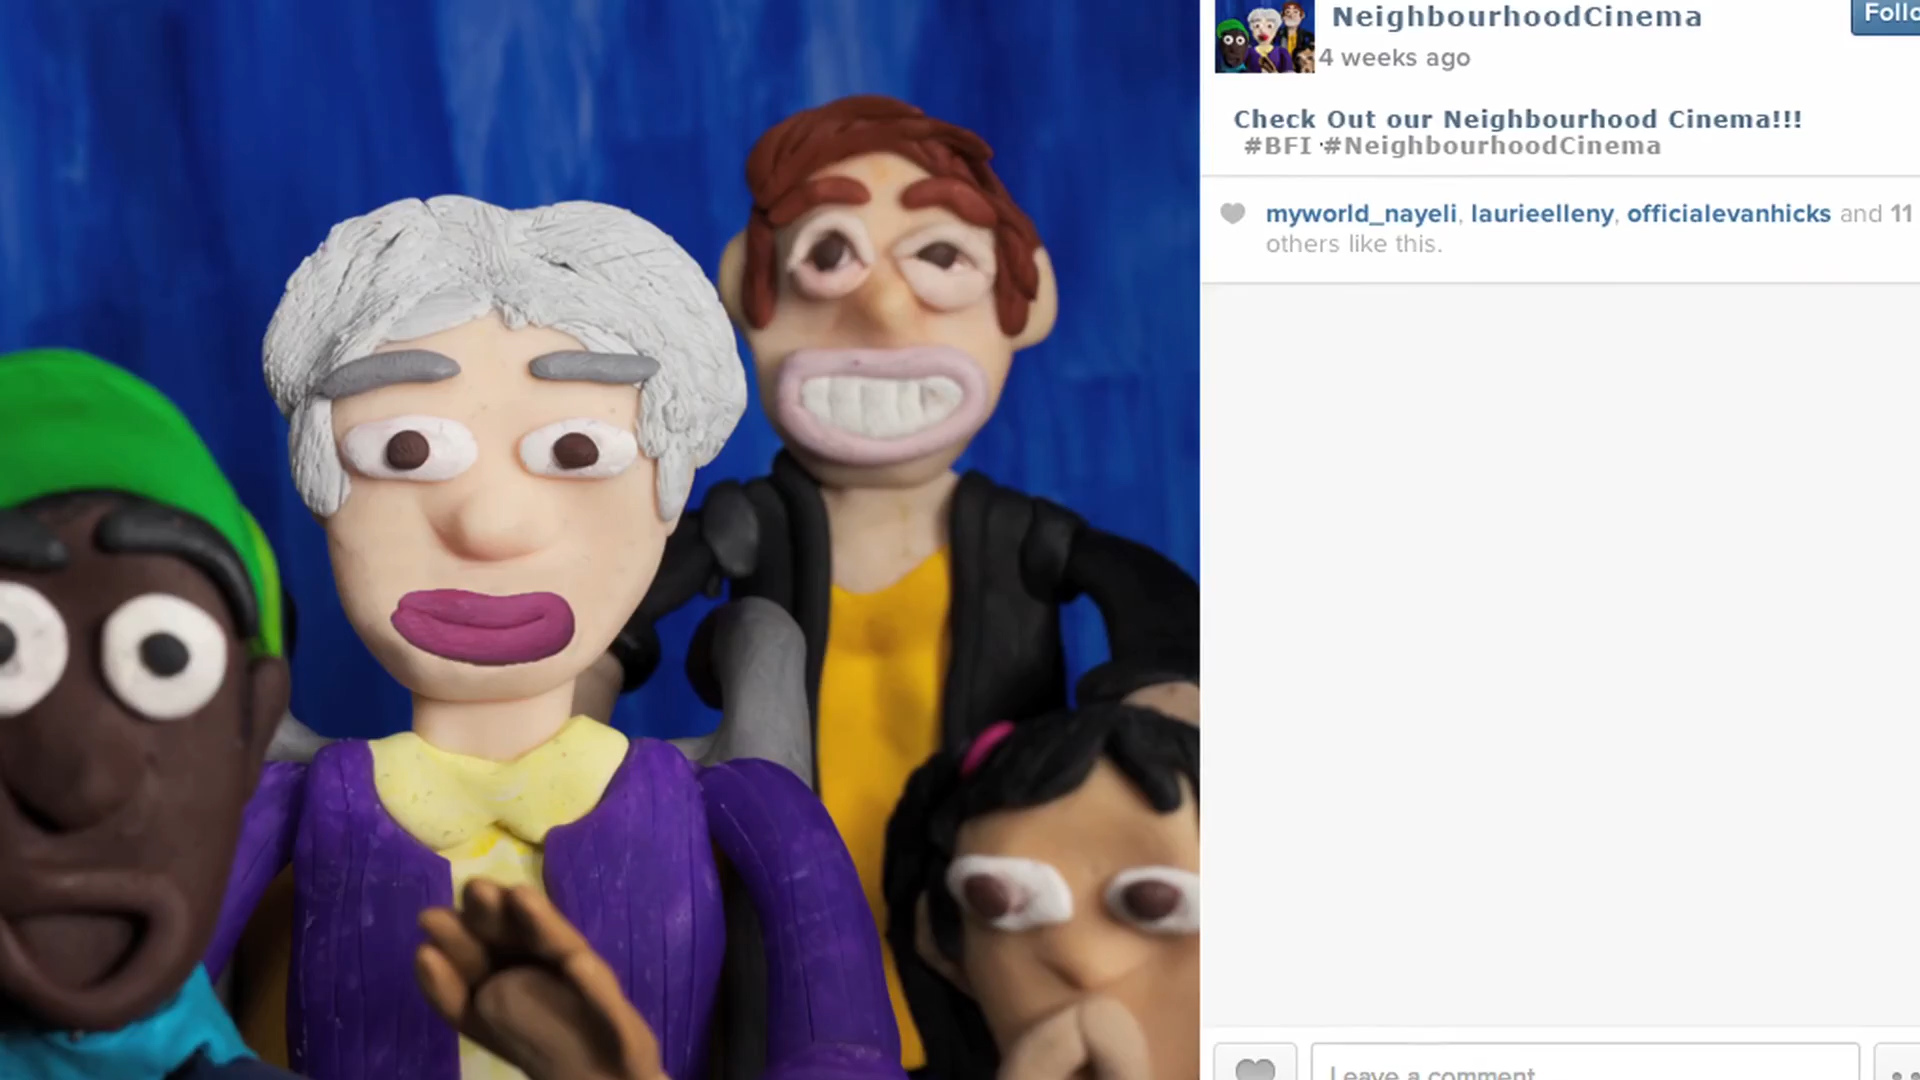 NeighbourhoodCinema
Follo
4 weeks ago
Check Out our Neighbourhood Cinema!!!
#BFI #NeighbourhoodCinema
myworld_nayeli, laurieelleny, officialevanhicks and 11
others like this.
Leave a comment